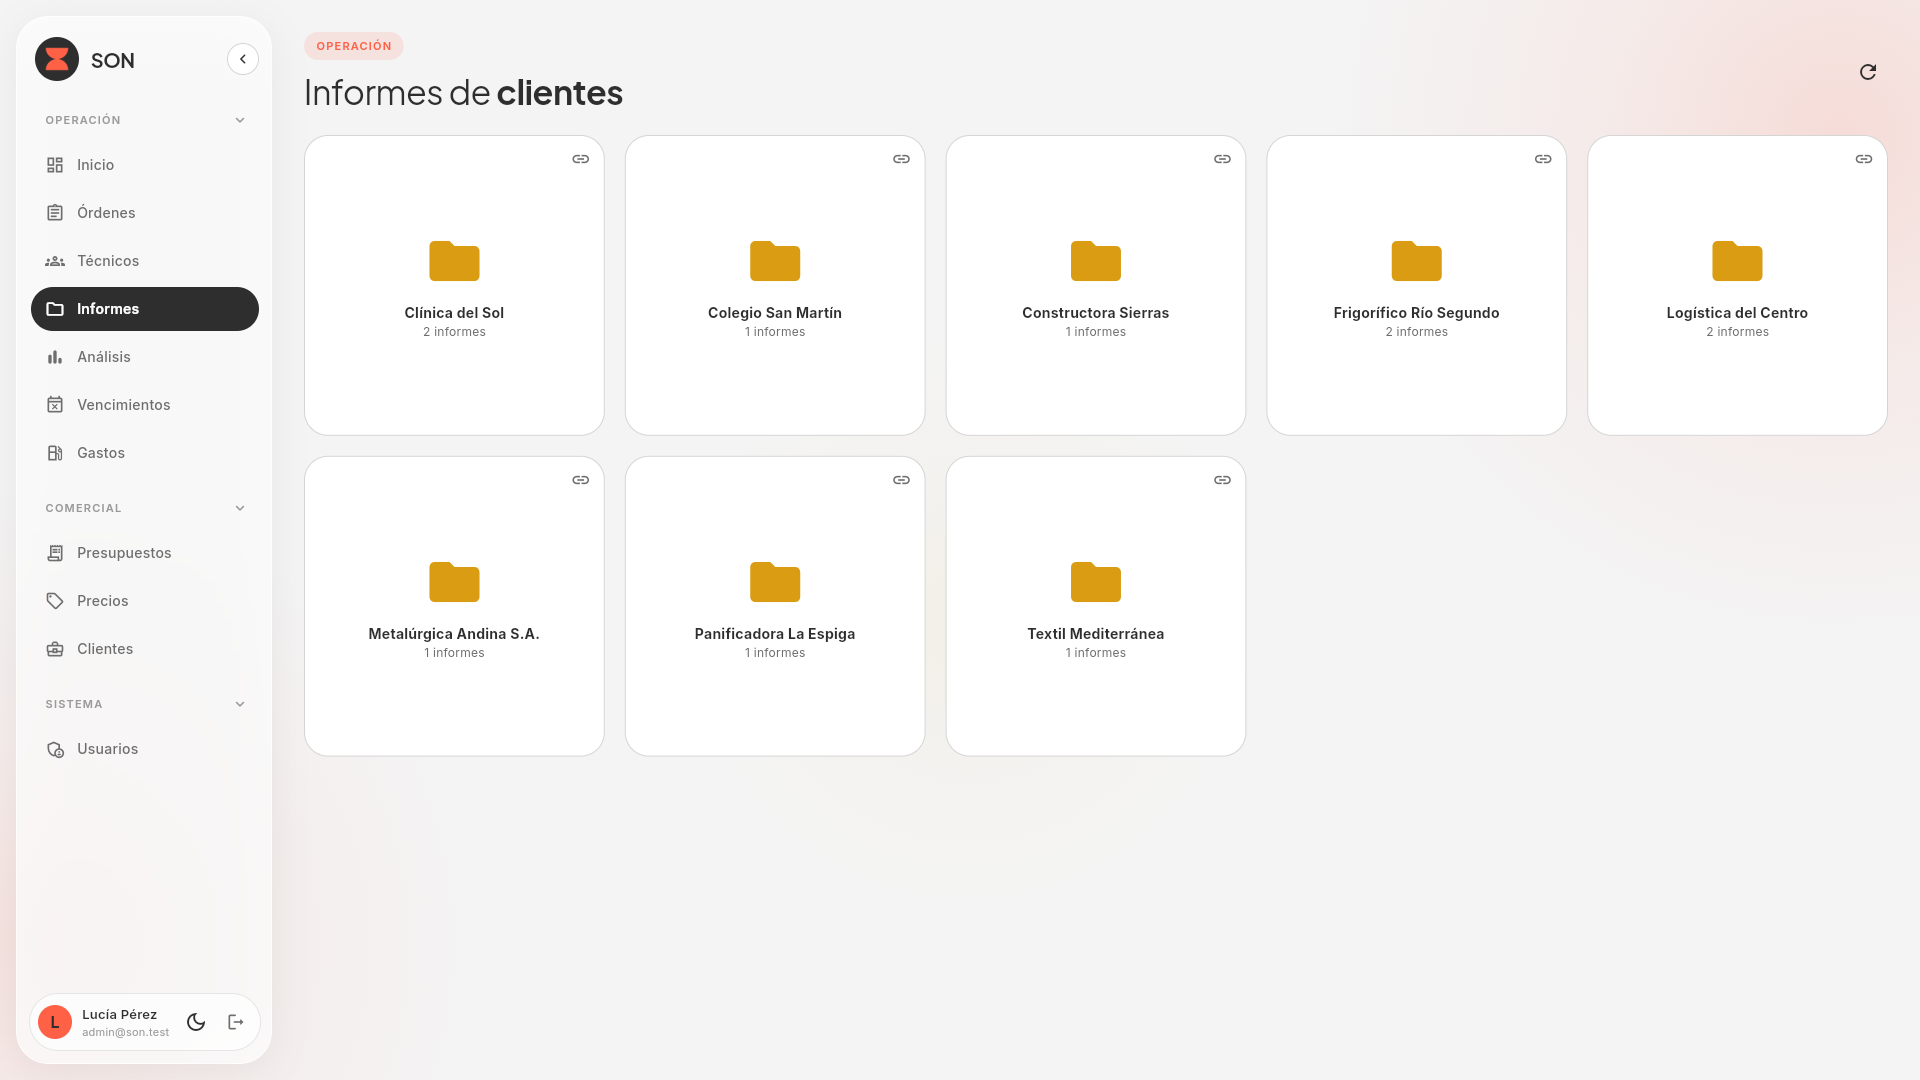 SON
OPERACIÓN
Inicio
Órdenes
Técnicos
Informes
Análisis
Vencimientos
Gastos
COMERCIAL
Presupuestos
Precios
Clientes
SISTEMA
Usuarios
L
Lucía Pérez
admin@son.test
OPERACIÓN
Informes de clientes
Clínica del Sol
2 informes
Colegio San Martín
1 informes
Constructora Sierras
1 informes
Frigorífico Río Segundo
2 informes
Logística del Centro
2 informes
Metalúrgica Andina S.A.
1 informes
Panificadora La Espiga
1 informes
Textil Mediterránea
1 informes